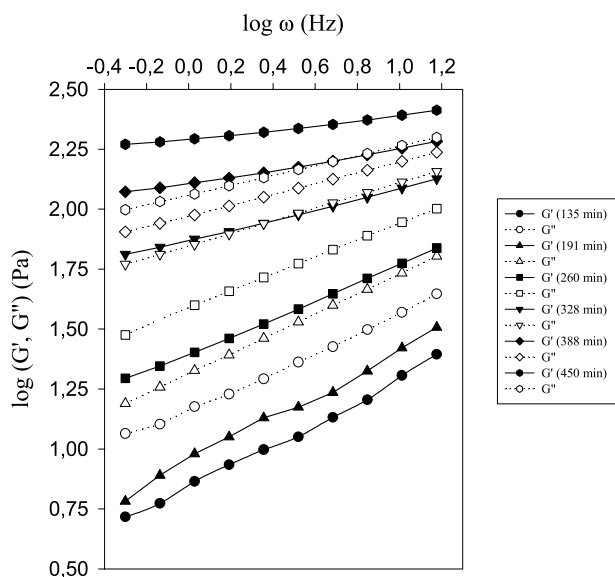 log ω (Hz)
-0,4 -0,2 0,0 0,2 0,4 0,6 0,8 1,0 1,2
2,50
2,25
2,00
1,75
1,50
1,25
1,00
0,75
0,50
log (G', G'') (Pa)
G' (135 min)
G''
G' (191 min)
G''
G' (260 min)
G''
G' (328 min)
G''
G' (388 min)
G''
G' (450 min)
G''